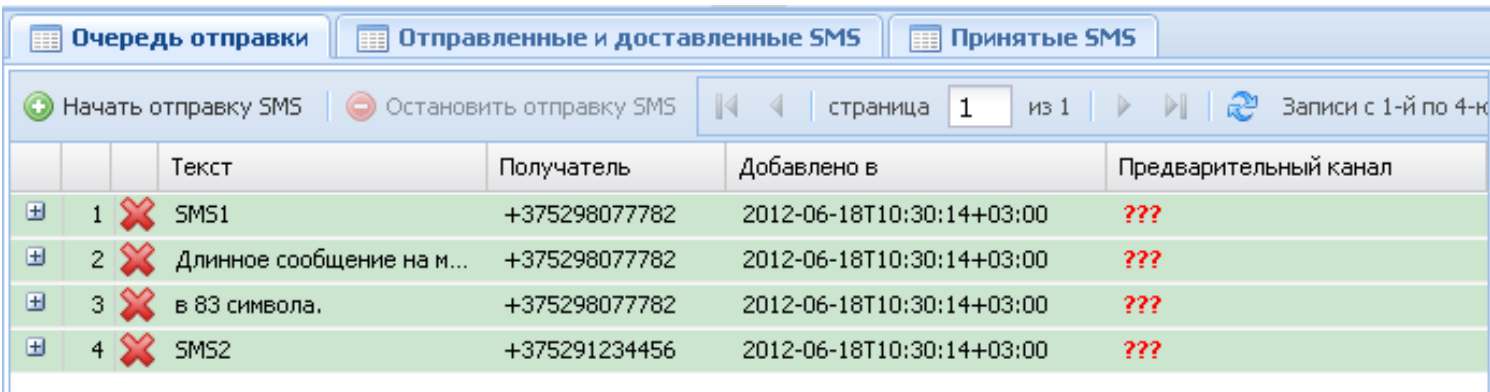 Очередь отправки Отправленные и доставленные SMS Принятые SMS
Начать отправку SMS Остановить отправку SMS страница 1 из 1 Записи с 1-й по 4-ю
Текст Получатель Добавлено в Предварительный канал
1 SMS1 +375298077782 2012-06-18T10:30:14+03:00 ???
2 Длинное сообщение на м... +375298077782 2012-06-18T10:30:14+03:00 ???
3 в 83 символа. +375298077782 2012-06-18T10:30:14+03:00 ???
4 SMS2 +375291234456 2012-06-18T10:30:14+03:00 ???